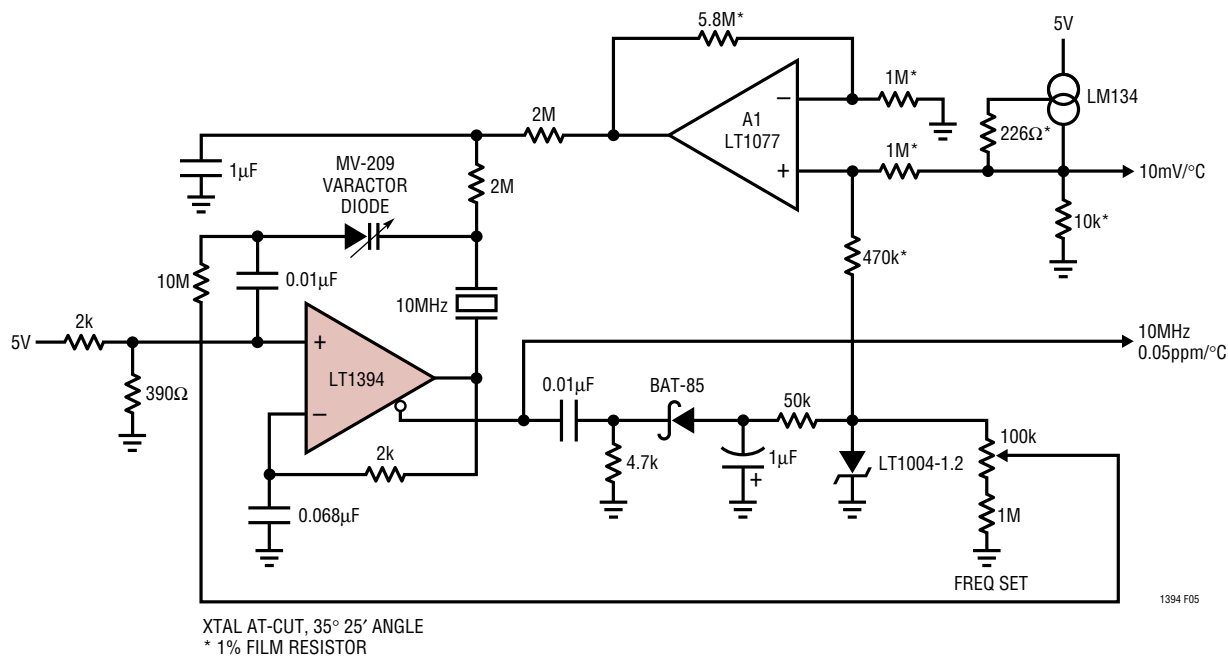 5.8M*
5V
1M*
LM134
A1
LT1077
2M
226Ω*
1M*
1µF
MV-209
VARACTOR
DIODE
2M
10mV/°C
10k*
470k*
10M
0.01µF
10MHz
2k
5V
+
–
LT1394
10MHz
0.05ppm/°C
390Ω
0.01µF
BAT-85
50k
100k
2k
4.7k
1µF
+
LT1004-1.2
0.068µF
1M
FREQ SET
1394 F05
XTAL AT-CUT, 35° 25′ ANGLE
* 1% FILM RESISTOR
–
+